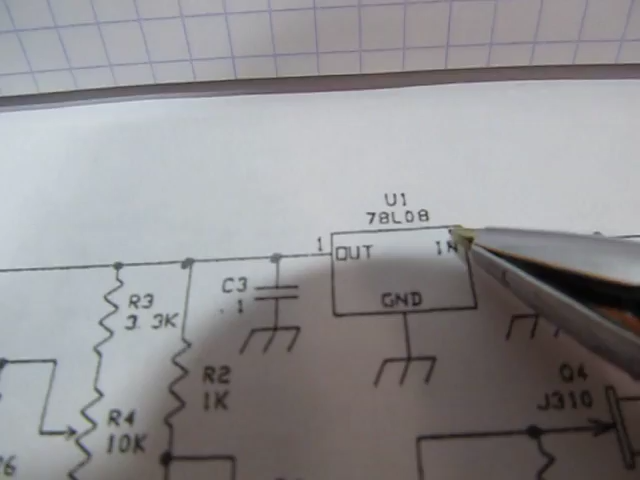 U1
78L08
1
OUT
IN
C3
.1
GND
R3
3.3K
R2
1K
R4
10K
Q4
J310